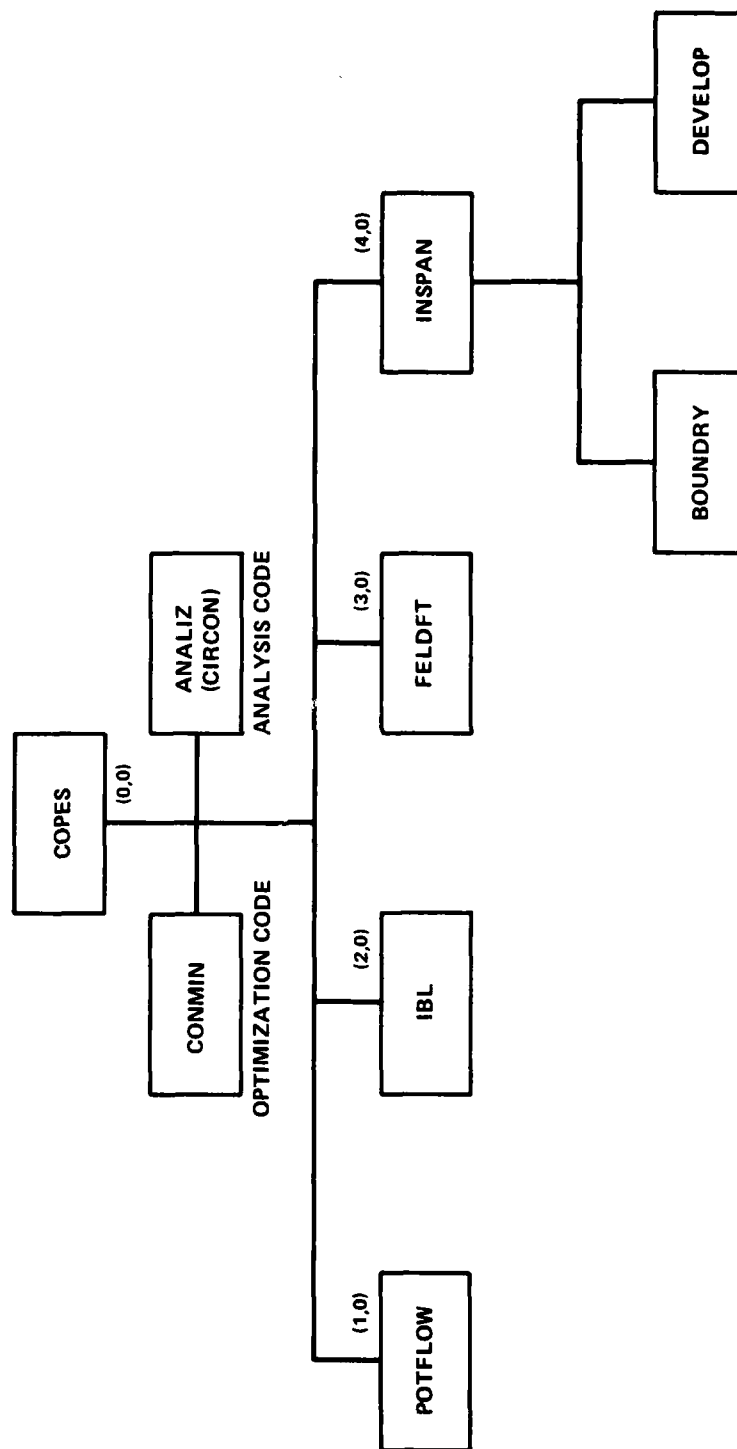 COPES
(0,0)
CONMIN
ANALIZ
(CIRCON)
OPTIMIZATION CODE
ANALYSIS CODE
(1,0)
(2,0)
(3,0)
(4,0)
POTFLOW
IBL
FELDFT
INSPAN
BOUNDRY
DEVELOP